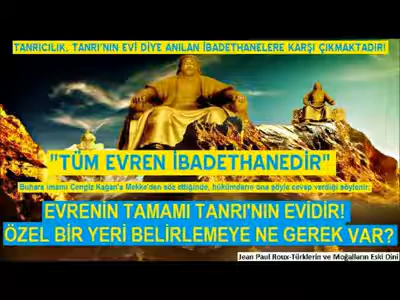 TANRICILIK, TANRI'NIN EVİ DİYE ANILAN İBADETHANELERE KARŞI ÇIKMAKTADIR!
"TÜM EVREN İBADETHANEDİR"
Buhara imamı Cengiz Kağan'a Mekke'den söz ettiğinde, hükümdarın ona şöyle cevap verdiği söylenir;
EVRENİN TAMAMI TANRI'NIN EVİDİR!
ÖZEL BİR YERİ BELİRLEMEYE NE GEREK VAR?
Jean Paul Roux-Türklerin ve Moğalların Eski Dini